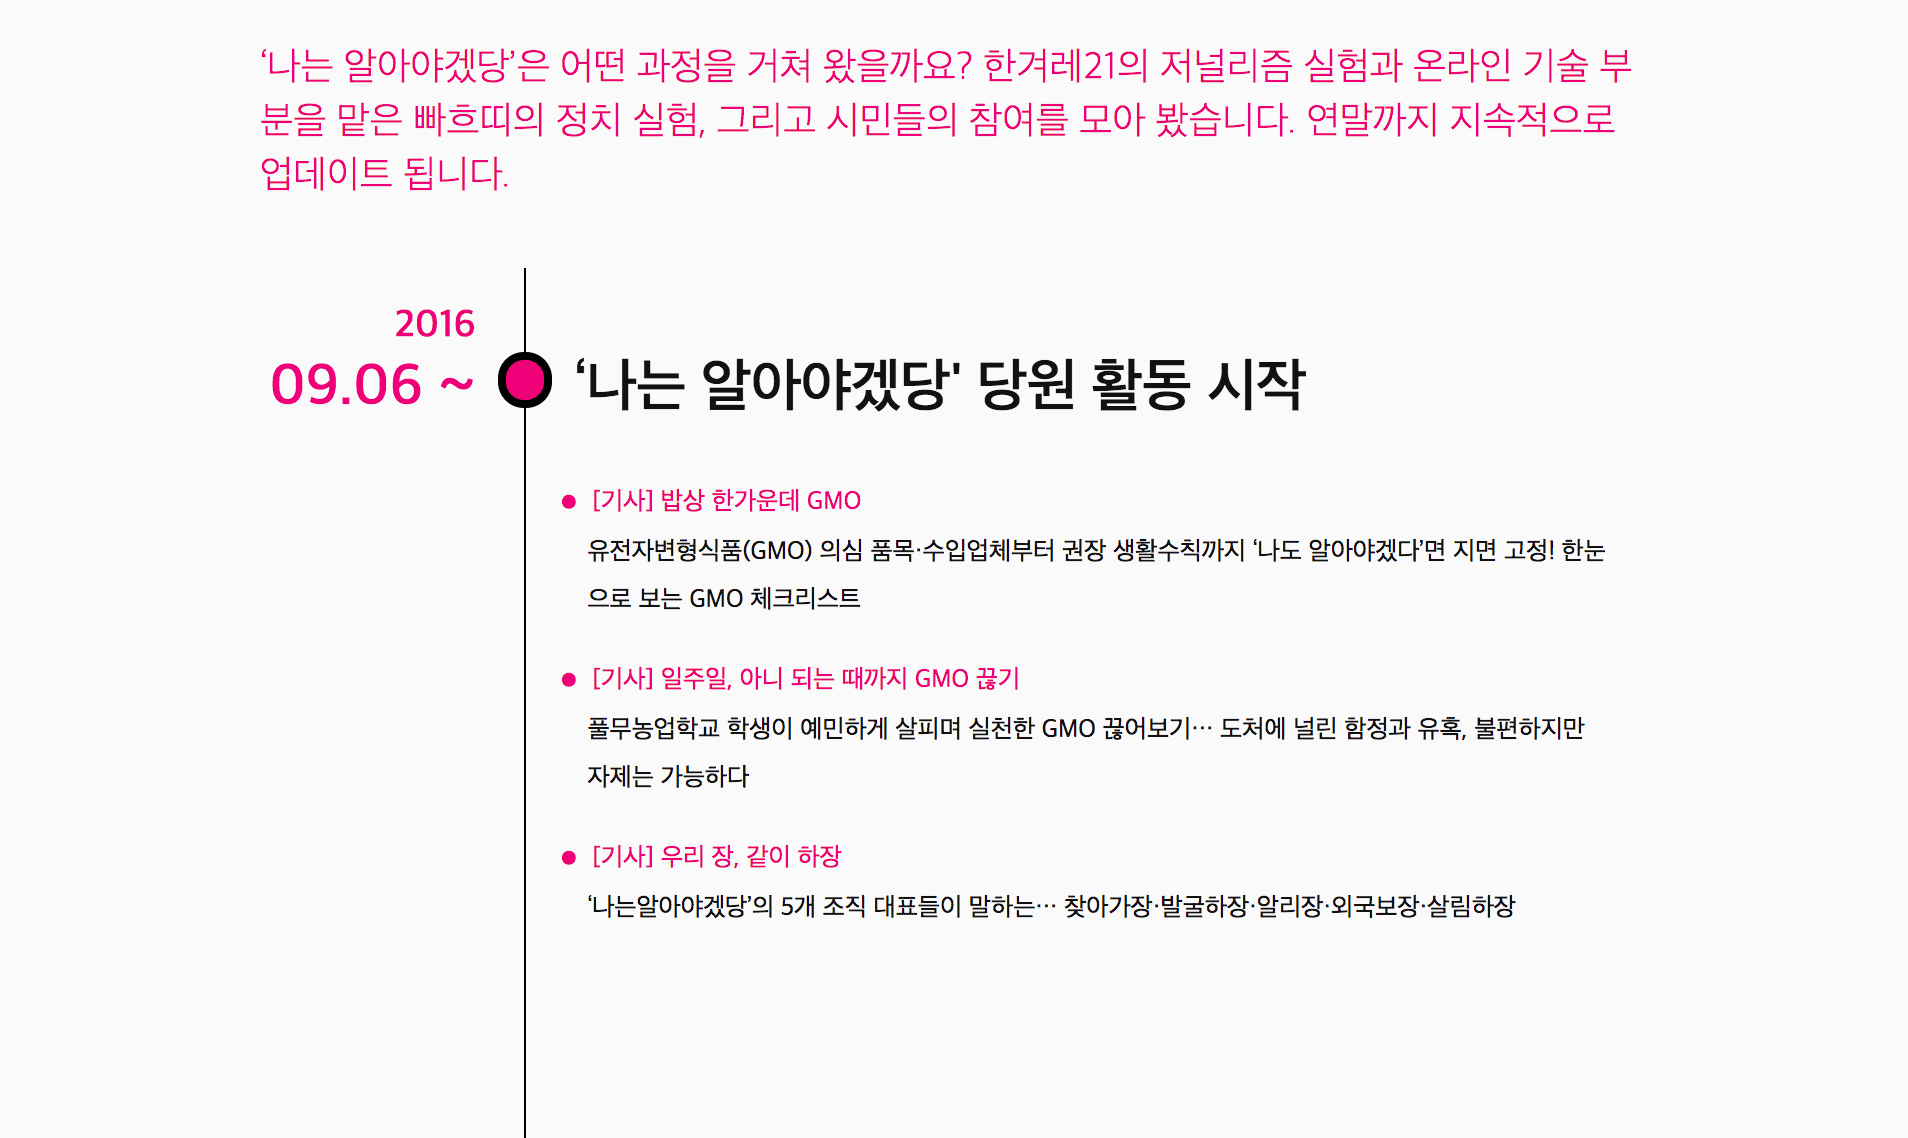 ‘나는 알아야겠당’은 어떤 과정을 거쳐 왔을까요? 한겨레21의 저널리즘 실험과 온라인 기술 부
분을 맡은 빠흐띠의 정치 실험, 그리고 시민들의 참여를 모아 봤습니다. 연말까지 지속적으로
업데이트 됩니다.
2016
09.06 ~
‘나는 알아야겠당' 당원 활동 시작
● [기사] 밥상 한가운데 GMO
유전자변형식품(GMO) 의심 품목·수입업체부터 권장 생활수칙까지 ‘나도 알아야겠다’면 지면 고정! 한눈
으로 보는 GMO 체크리스트
● [기사] 일주일, 아니 되는 때까지 GMO 끊기
풀무농업학교 학생이 예민하게 살피며 실천한 GMO 끊어보기… 도처에 널린 함정과 유혹, 불편하지만
자제는 가능하다
● [기사] 우리 장, 같이 하장
‘나는알아야겠당’의 5개 조직 대표들이 말하는… 찾아가장·발굴하장·알리장·외국보장·살림하장